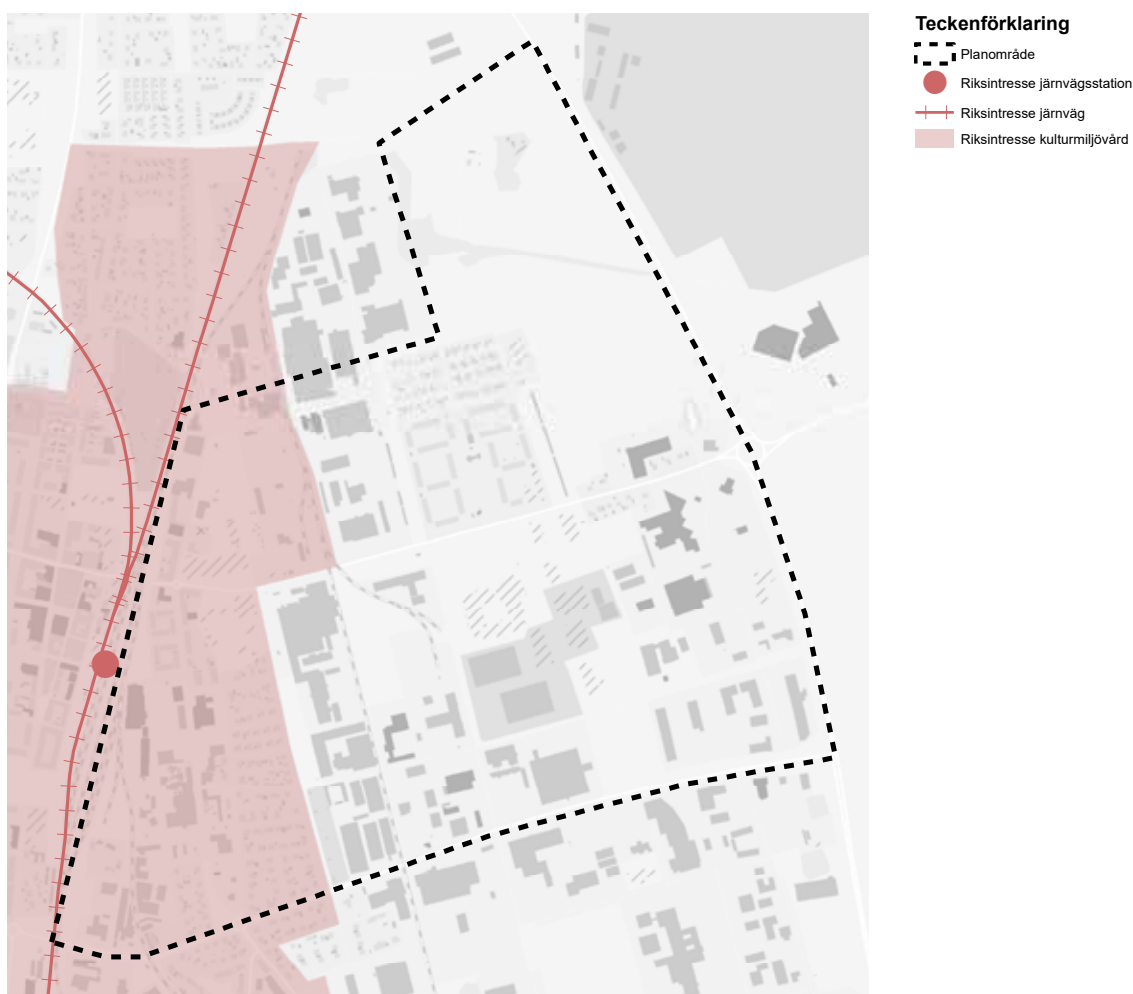 Teckenförklaring
Planområde
Riksintresse järnvägsstation
Riksintresse järnväg
Riksintresse kulturmiljövård